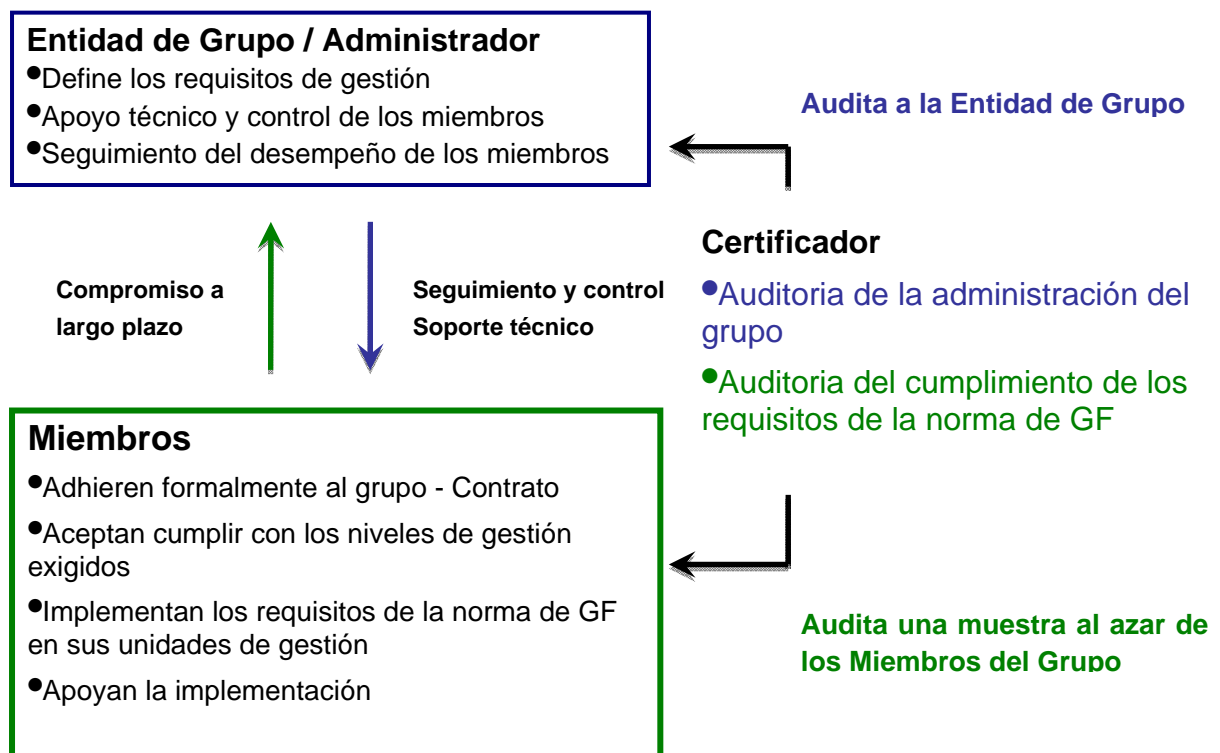 Entidad de Grupo / Administrador
•Define los requisitos de gestión
•Apoyo técnico y control de los miembros
•Seguimiento del desempeño de los miembros
Audita a la Entidad de Grupo
Compromiso a
largo plazo
Seguimiento y control
Soporte técnico
Certificador
•Auditoria de la administración del
grupo
•Auditoria del cumplimiento de los
requisitos de la norma de GF
Miembros
•Adhieren formalmente al grupo - Contrato
•Aceptan cumplir con los niveles de gestión
exigidos
•Implementan los requisitos de la norma de GF
en sus unidades de gestión
•Apoyan la implementación
Audita una muestra al azar de
los Miembros del Grupo